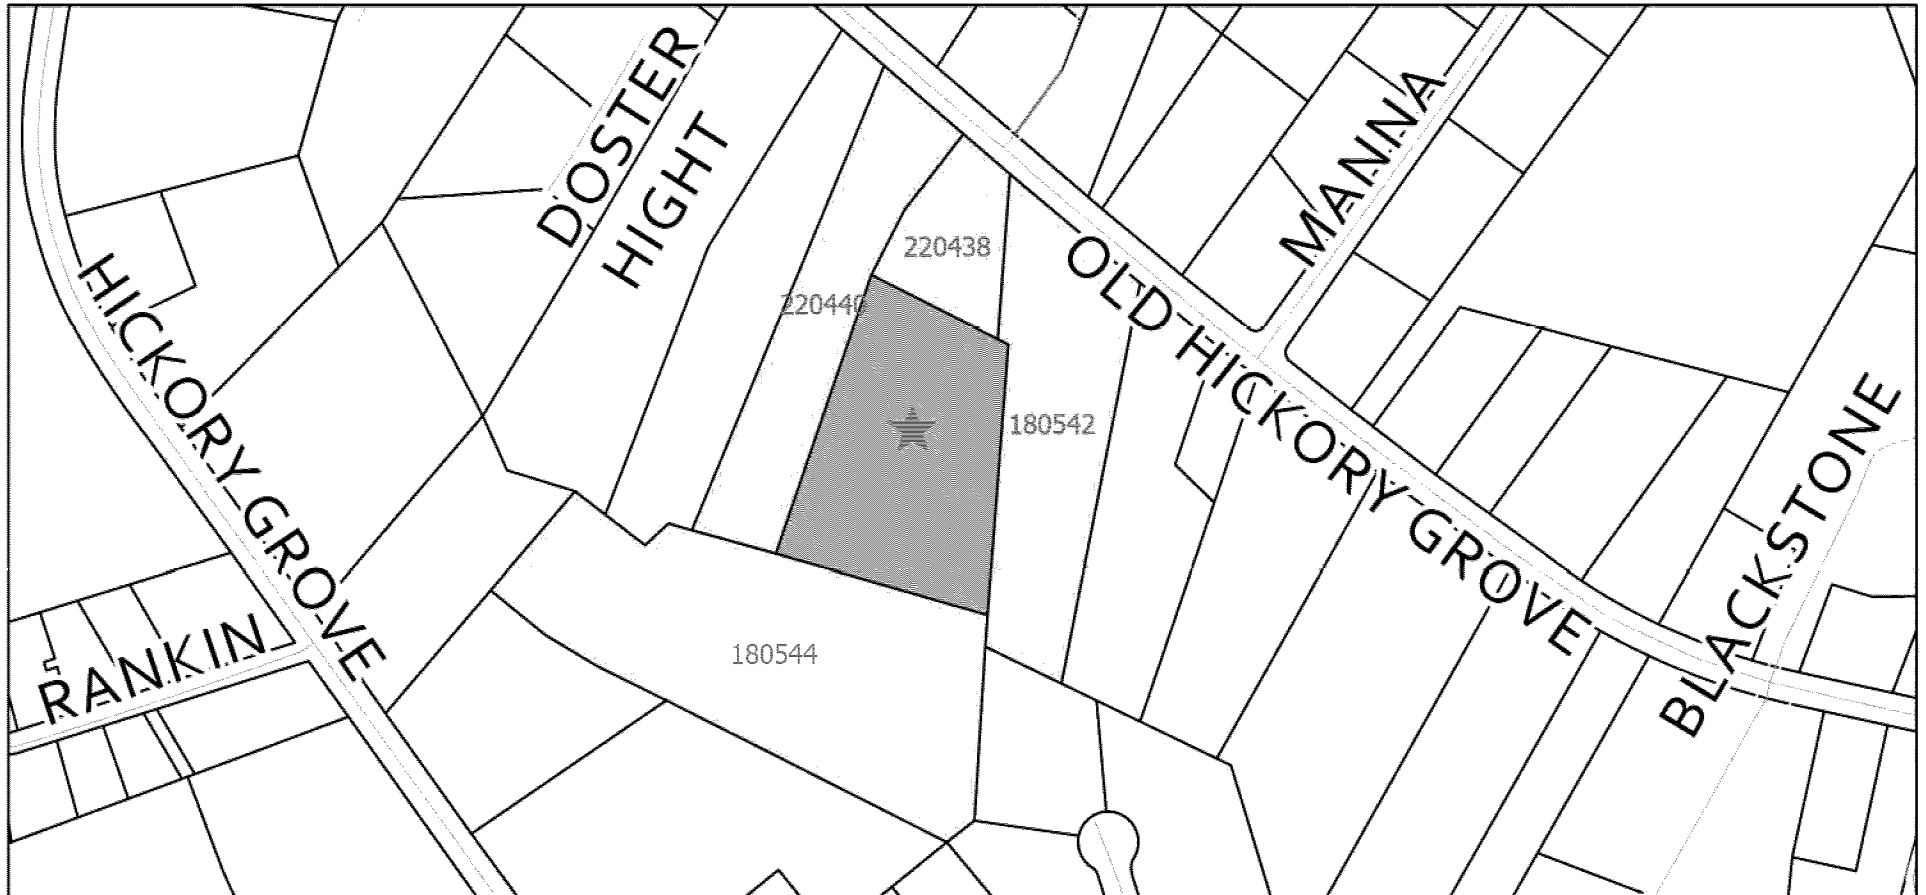 DOSTER
HIGHT
MANNA
220438
OLD HICKORY GROVE
220440
HICKORY GROVE
180542
BLACKSTONE
RANKIN
180544